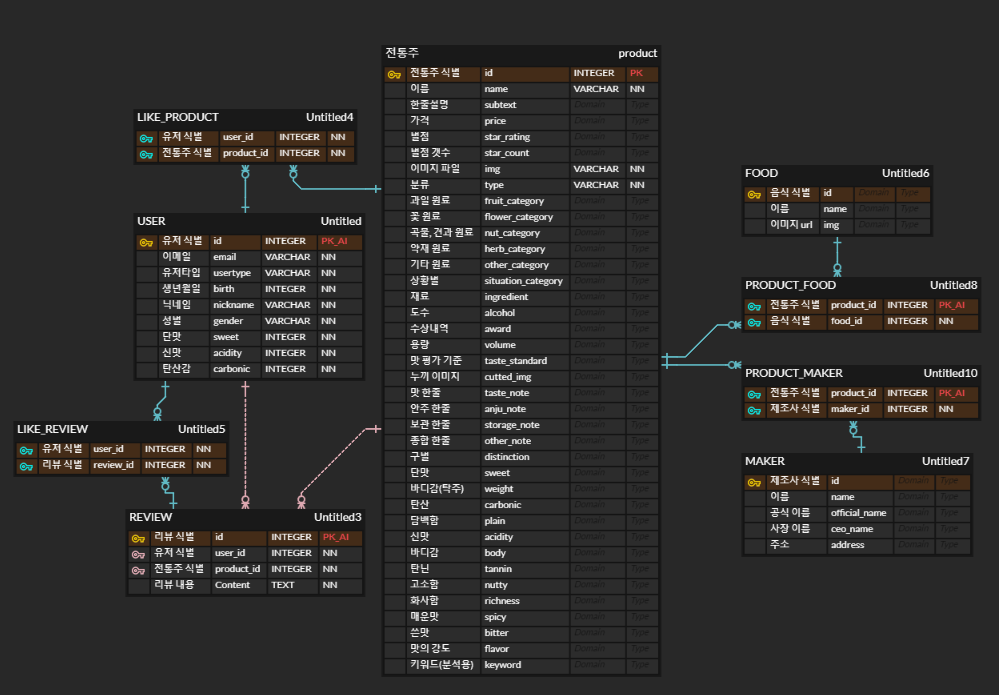 전통주 product
전통주 식별 id INTEGER PK
이름 name VARCHAR NN
한줄설명 subtext Domain Type
가격 price Domain Type
별점 star_rating Domain Type
별점 갯수 star_count Domain Type
이미지 파일 img VARCHAR NN
분류 type VARCHAR NN
과일 원료 fruit_category Domain Type
꽃 원료 flower_category Domain Type
곡물, 견과 원료 nut_category Domain Type
약재 원료 herb_category Domain Type
기타 원료 other_category Domain Type
상황별 situation_category Domain Type
재료 ingredient Domain Type
도수 alcohol Domain Type
수상내역 award Domain Type
용량 volume Domain Type
맛 평가 기준 taste_standard Domain Type
누끼 이미지 cutted_img Domain Type
맛 한줄 taste_note Domain Type
안주 한줄 anju_note Domain Type
보관 한줄 storage_note Domain Type
종합 한줄 other_note Domain Type
구별 distinction Domain Type
단맛 sweet Domain Type
바디감(탁주) weight Domain Type
탄산 carbonic Domain Type
담백함 plain Domain Type
신맛 acidity Domain Type
바디감 body Domain Type
탄닌 tannin Domain Type
고소함 nutty Domain Type
화사함 richness Domain Type
매운맛 spicy Domain Type
쓴맛 bitter Domain Type
맛의 강도 flavor Domain Type
키워드(분석용) keyword Domain Type
LIKE_PRODUCT Untitled4
유저 식별 user_id INTEGER NN
전통주 식별 product_id INTEGER NN
USER Untitled
유저 식별 id INTEGER PK_AI
이메일 email VARCHAR NN
유저타입 usertype VARCHAR NN
생년월일 birth INTEGER NN
닉네임 nickname VARCHAR NN
성별 gender VARCHAR NN
단맛 sweet INTEGER NN
신맛 acidity INTEGER NN
탄산감 carbonic INTEGER NN
LIKE_REVIEW Untitled5
유저 식별 user_id INTEGER NN
리뷰 식별 review_id INTEGER NN
REVIEW Untitled3
리뷰 식별 id INTEGER PK_AI
유저 식별 user_id INTEGER NN
전통주 식별 product_id INTEGER NN
리뷰 내용 Content TEXT NN
FOOD Untitled6
음식 식별 id Domain Type
이름 name Domain Type
이미지 url img Domain Type
PRODUCT_FOOD Untitled8
전통주 식별 product_id INTEGER PK_AI
음식 식별 food_id INTEGER NN
PRODUCT_MAKER Untitled10
전통주 식별 product_id INTEGER PK_AI
제조사 식별 maker_id INTEGER NN
MAKER Untitled7
제조사 식별 id Domain Type
이름 name Domain Type
공식 이름 official_name Domain Type
사장 이름 ceo_name Domain Type
주소 address Domain Type